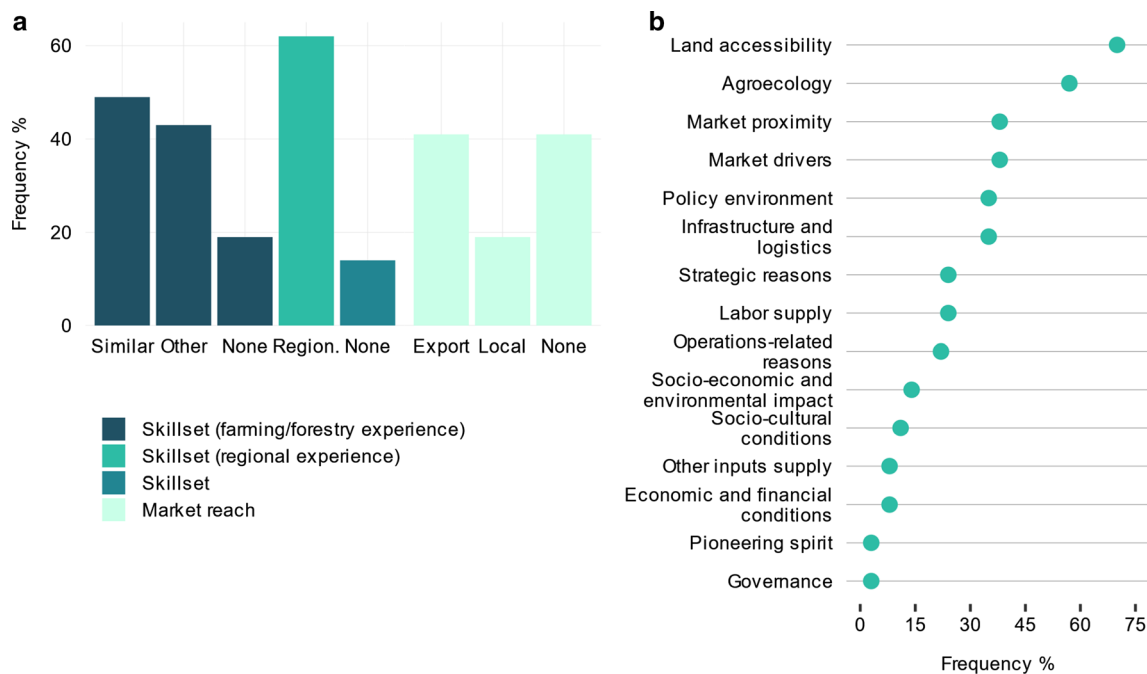 a
Frequency %
60
40
20
0
Similar Other None Region. None Export Local None
Skillset (farming/forestry experience)
Skillset (regional experience)
Skillset
Market reach
b
Land accessibility
Agroecology
Market proximity
Market drivers
Policy environment
Infrastructure and
logistics
Strategic reasons
Labor supply
Operations-related
reasons
Socio-economic and
environmental impact
Socio-cultural
conditions
Other inputs supply
Economic and financial
conditions
Pioneering spirit
Governance
0 15 30 45 60 75
Frequency %